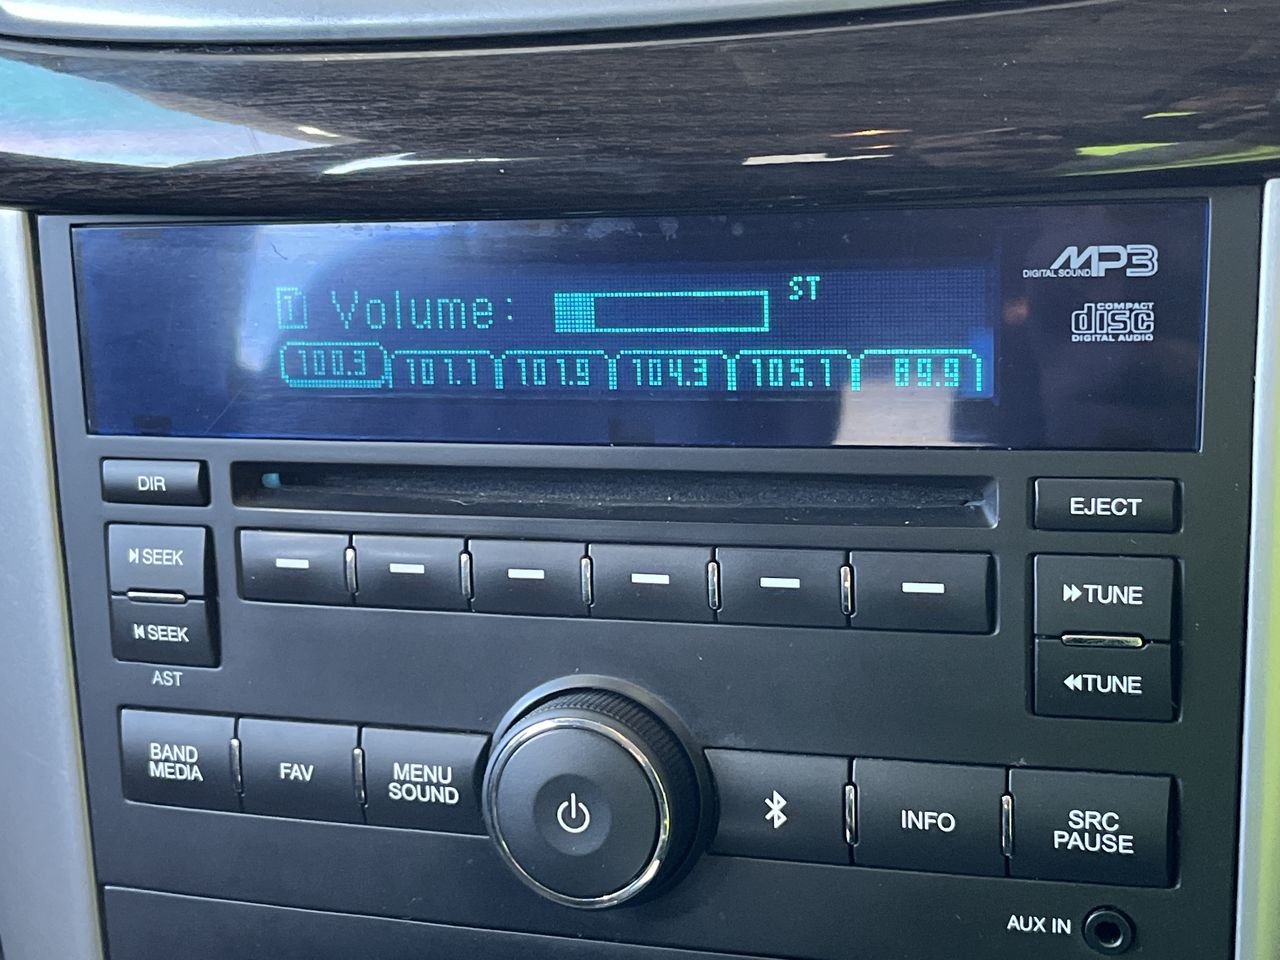 MP3
DIGITAL SOUND
1 Volume: ST
100.3 107.1 101.9 104.3 105.1 89.9
COMPACT
disc
DIGITAL AUDIO
DIR
EJECT
SEEK
SEEK
AST
TUNE
TUNE
BAND
MEDIA
FAV
MENU
SOUND
INFO
SRC
PAUSE
AUX IN